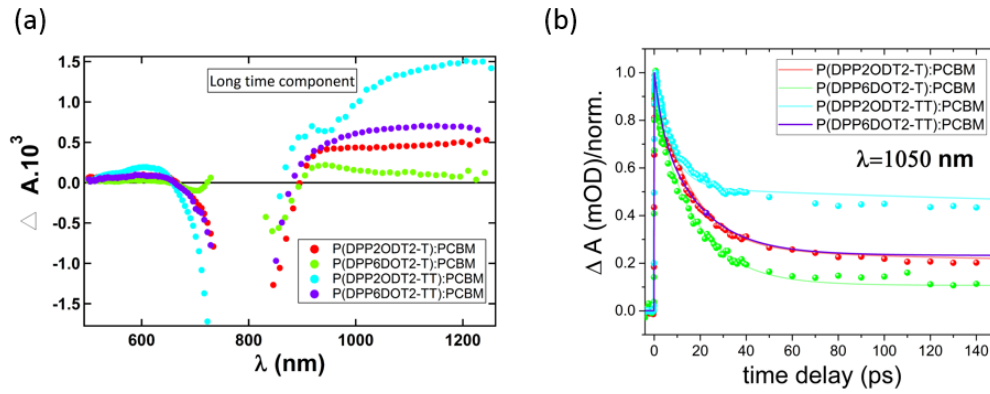 (a)
1.5
1.0
0.5
0.0
-0.5
-1.0
-1.5
△ A.10³
Long time component
P(DPP2ODT2-T):PCBM
P(DPP6DOT2-T):PCBM
P(DPP2ODT2-TT):PCBM
P(DPP6DOT2-TT):PCBM
600 800 1000 1200
λ (nm)
(b)
1.0
0.8
0.6
0.4
0.2
0.0
Δ A (mOD)/norm.
P(DPP2ODT2-T):PCBM
P(DPP6DOT2-T):PCBM
P(DPP2ODT2-TT):PCBM
P(DPP6DOT2-TT):PCBM
λ=1050 nm
0 20 40 60 80 100 120 140
time delay (ps)